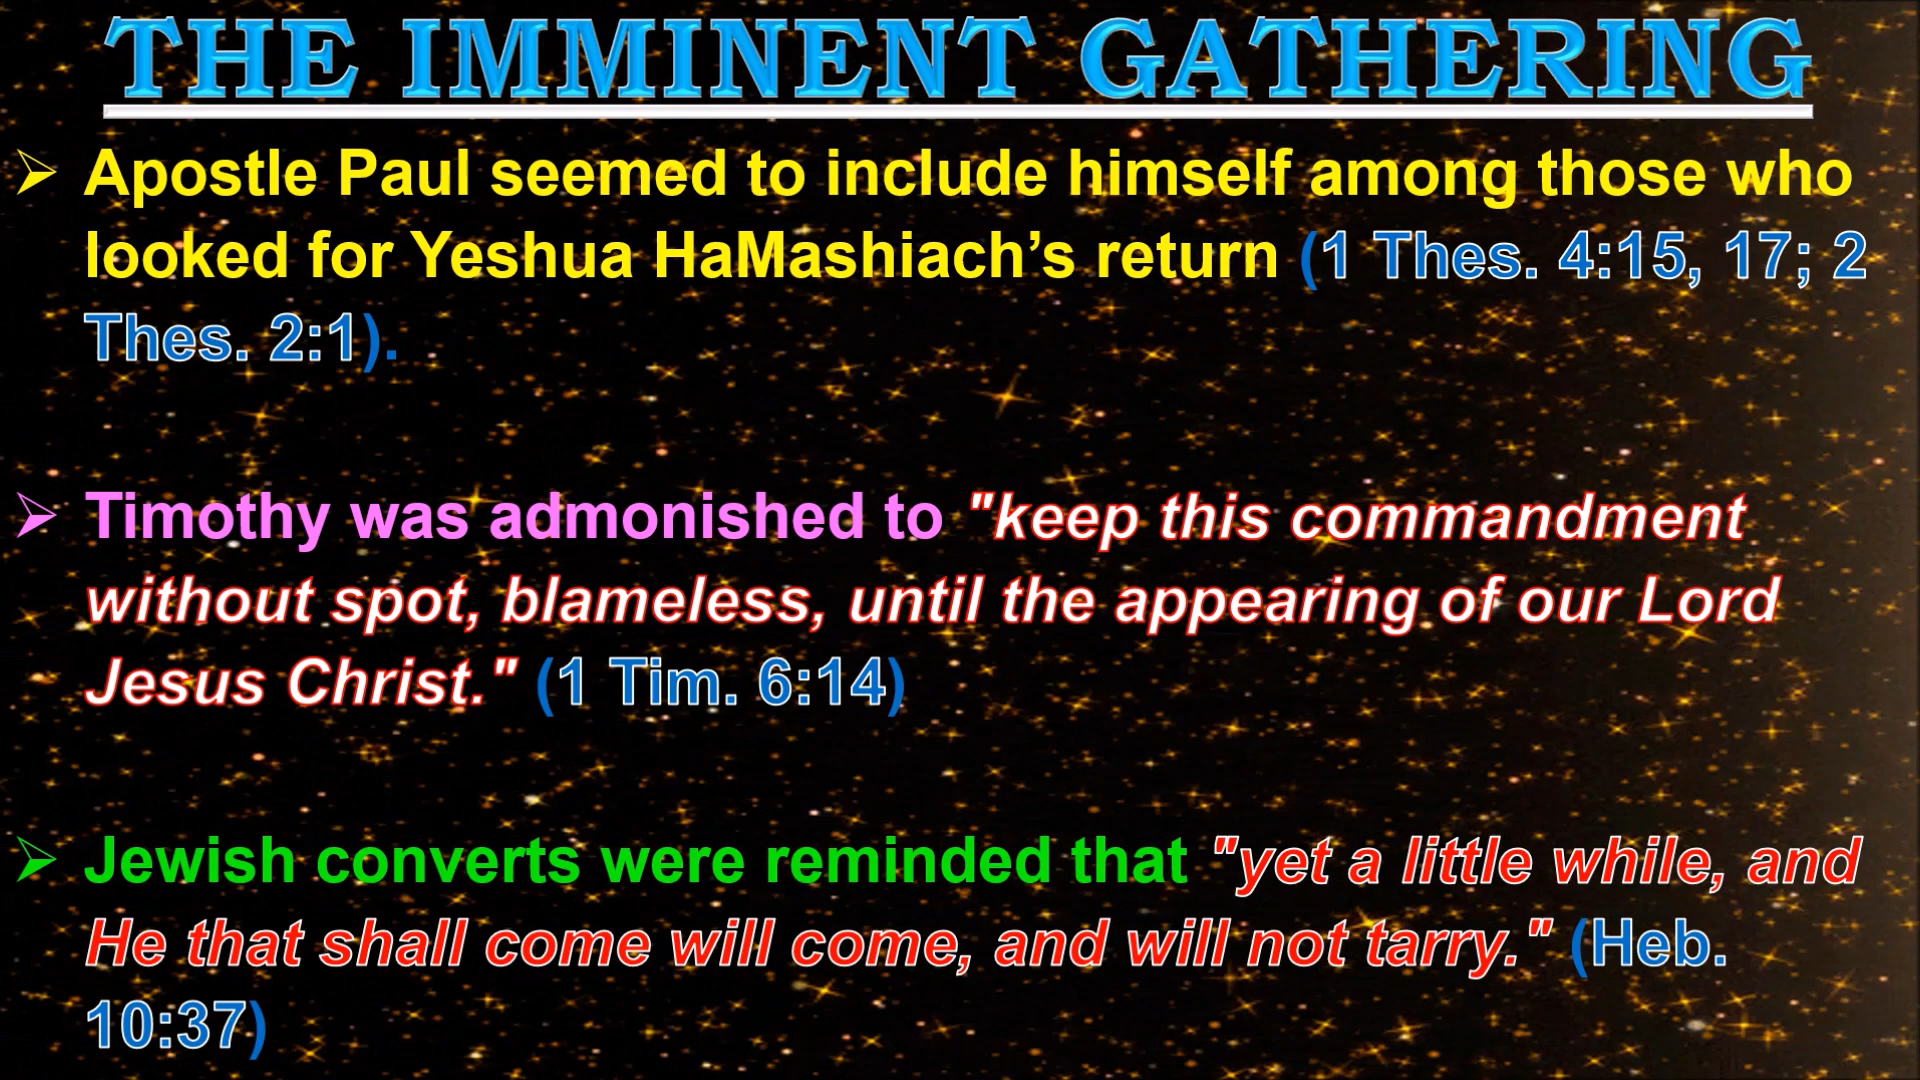 THE IMMINENT GATHERING
➢ Apostle Paul seemed to include himself among those who
looked for Yeshua HaMashiach’s return (1 Thes. 4:15, 17; 2
Thes. 2:1).
➢ Timothy was admonished to "keep this commandment
without spot, blameless, until the appearing of our Lord
Jesus Christ." (1 Tim. 6:14)
➢ Jewish converts were reminded that "yet a little while, and
He that shall come will come, and will not tarry." (Heb.
10:37)